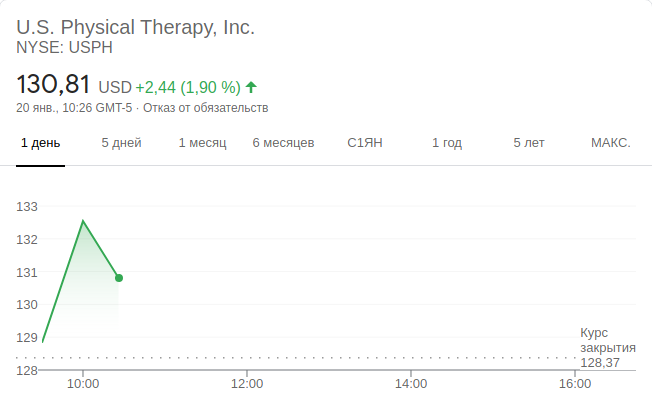 U.S. Physical Therapy, Inc.
NYSE: USPH
130,81 USD +2,44 (1,90 %)
20 янв., 10:26 GMT-5 · Отказ от обязательств
1 день 5 дней 1 месяц 6 месяцев С1ЯН 1 год 5 лет МАКС.
133
132
131
130
129
128
Курс
закрытия
128,37
10:00 12:00 14:00 16:00